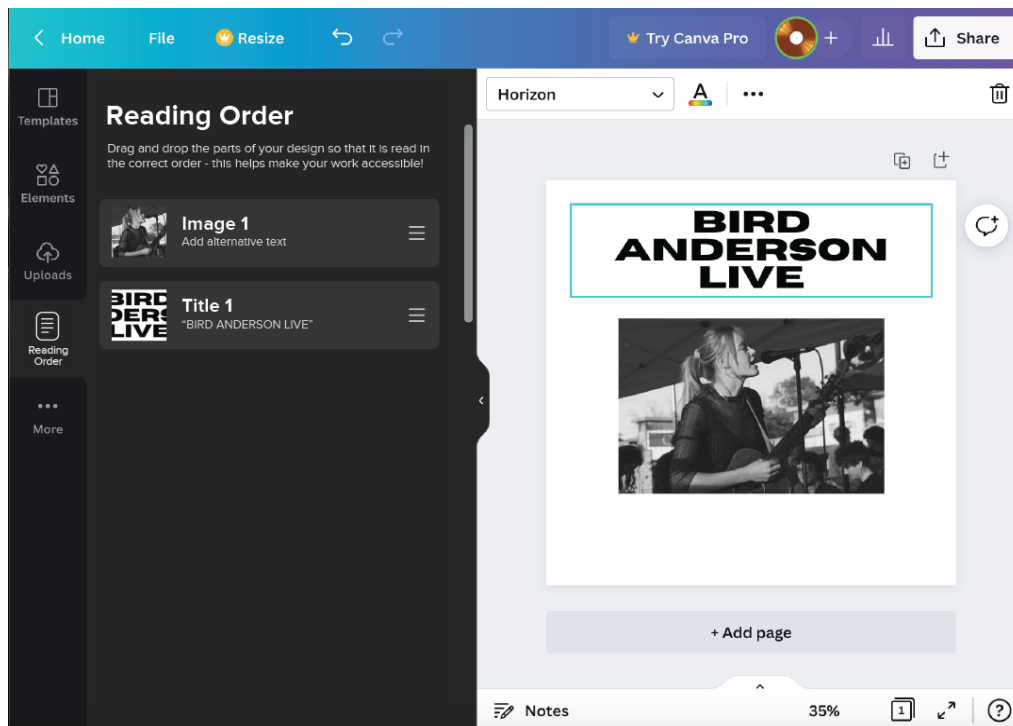 Home File Resize Try Canva Pro Share
Templates
Elements
Uploads
Reading
Order
More
Reading Order
Drag and drop the parts of your design so that it is read in
the correct order - this helps make your work accessible!
Image 1
Add alternative text
BIRD
DERS
LIVE
Title 1
“BIRD ANDERSON LIVE”
Horizon A
BIRD
ANDERSON
LIVE
+ Add page
Notes 35% 1 ?